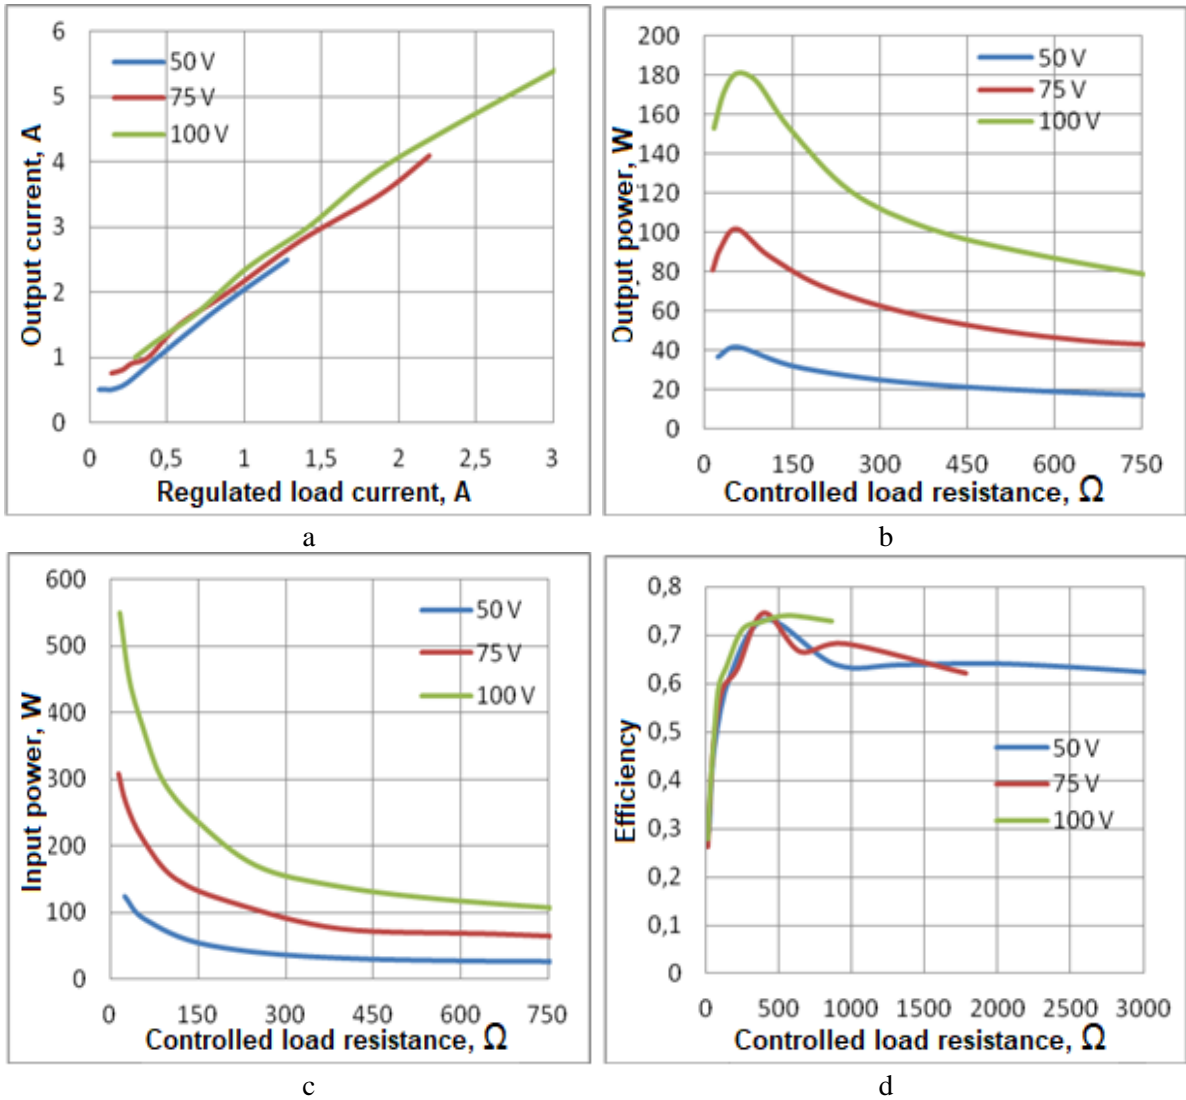 6
5
4
3
2
1
0
0 0,5 1 1,5 2 2,5 3
Output current, A
Regulated load current, A
50 V
75 V
100 V
a
200
180
160
140
120
100
80
60
40
20
0
0 150 300 450 600 750
Output power, W
Controlled load resistance, Ω
50 V
75 V
100 V
b
600
500
400
300
200
100
0
0 150 300 450 600 750
Input power, W
Controlled load resistance, Ω
50 V
75 V
100 V
c
0,8
0,7
0,6
0,5
0,4
0,3
0,2
0,1
0
0 500 1000 1500 2000 2500 3000
Efficiency
Controlled load resistance, Ω
50 V
75 V
100 V
d